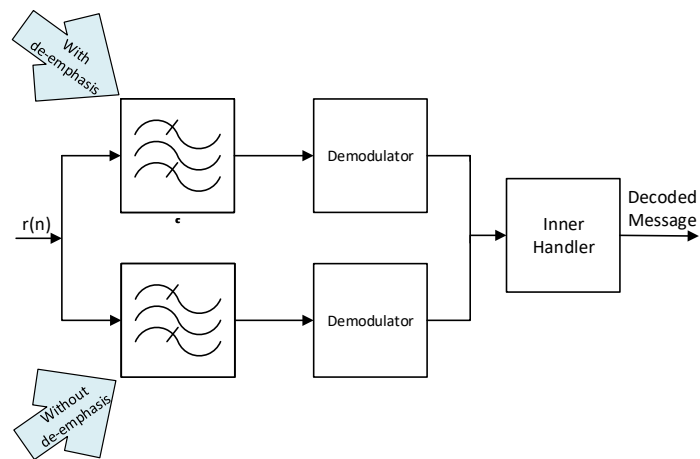 With
de-emphasis
Demodulator
c
r(n)
Inner
Handler
Decoded
Message
Demodulator
Without
de-emphasis